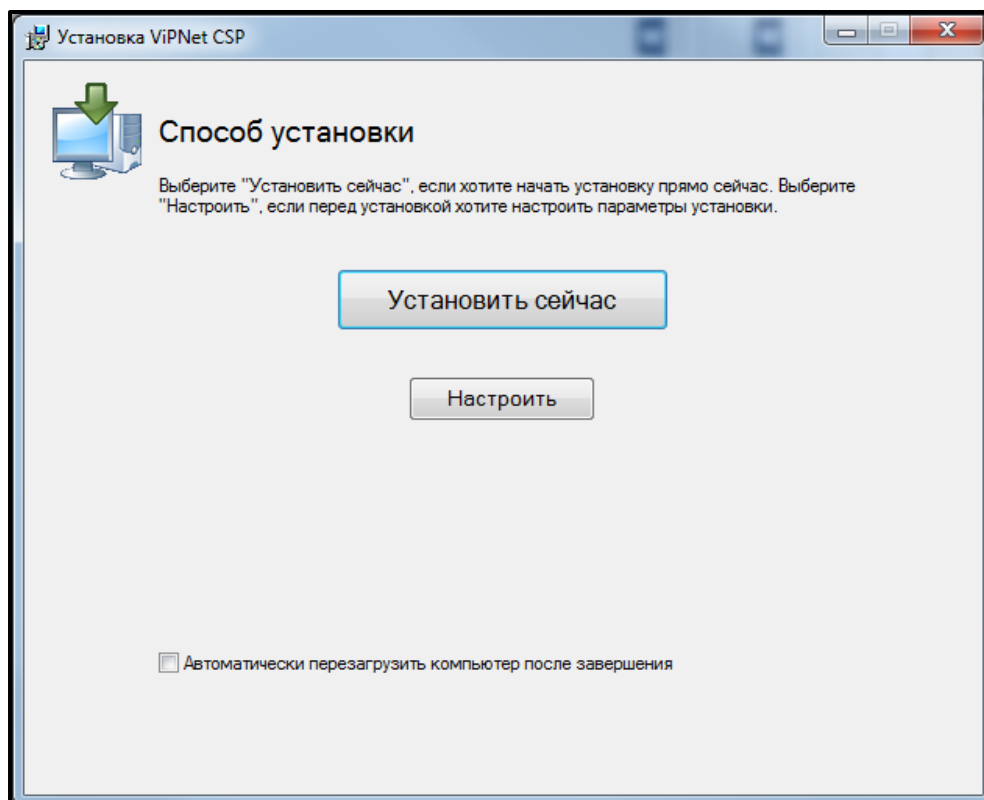 Установка ViPNet CSP
Способ установки
Выберите "Установить сейчас", если хотите начать установку прямо сейчас. Выберите
"Настроить", если перед установкой хотите настроить параметры установки.
Установить сейчас
Настроить
Автоматически перезагрузить компьютер после завершения